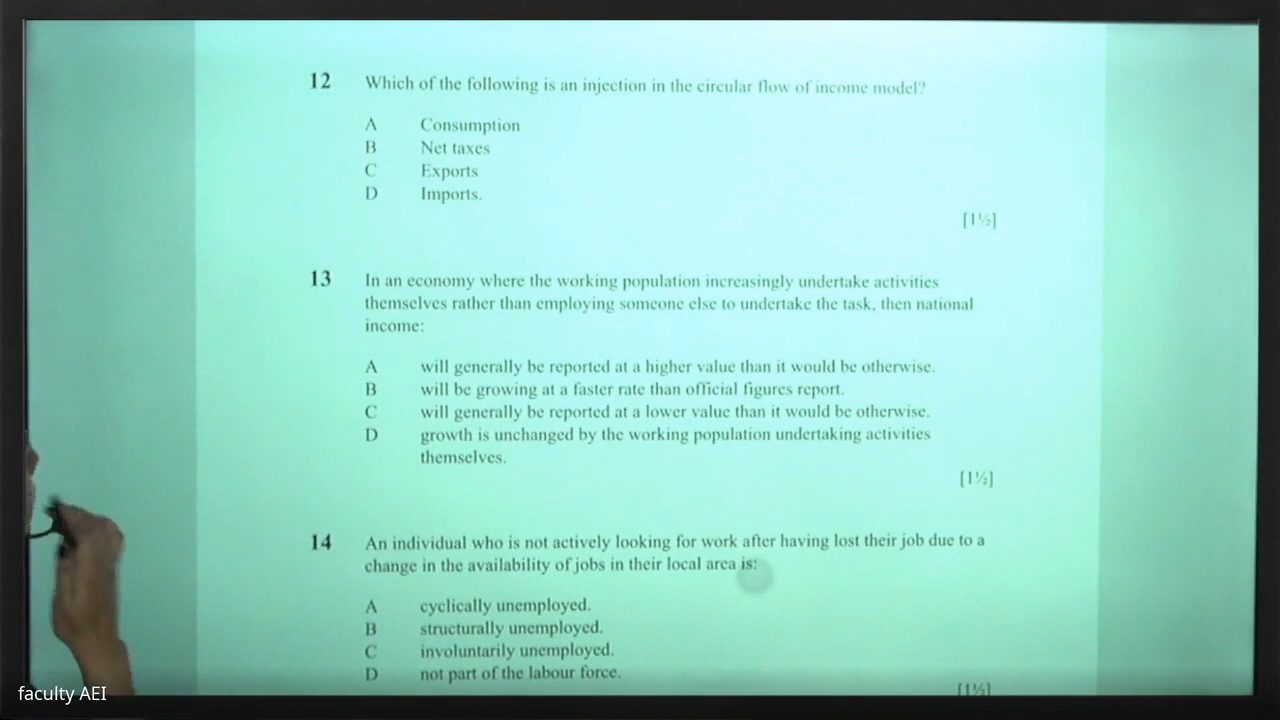 12 Which of the following is an injection in the circular flow of income model?
A Consumption
B Net taxes
C Exports
D Imports.
[1½]
13 In an economy where the working population increasingly undertake activities
themselves rather than employing someone else to undertake the task, then national
income:
A will generally be reported at a higher value than it would be otherwise.
B will be growing at a faster rate than official figures report.
C will generally be reported at a lower value than it would be otherwise.
D growth is unchanged by the working population undertaking activities
themselves.
[1½]
14 An individual who is not actively looking for work after having lost their job due to a
change in the availability of jobs in their local area is:
A cyclically unemployed.
B structurally unemployed.
C involuntarily unemployed.
D not part of the labour force.
[1½]
faculty AEI